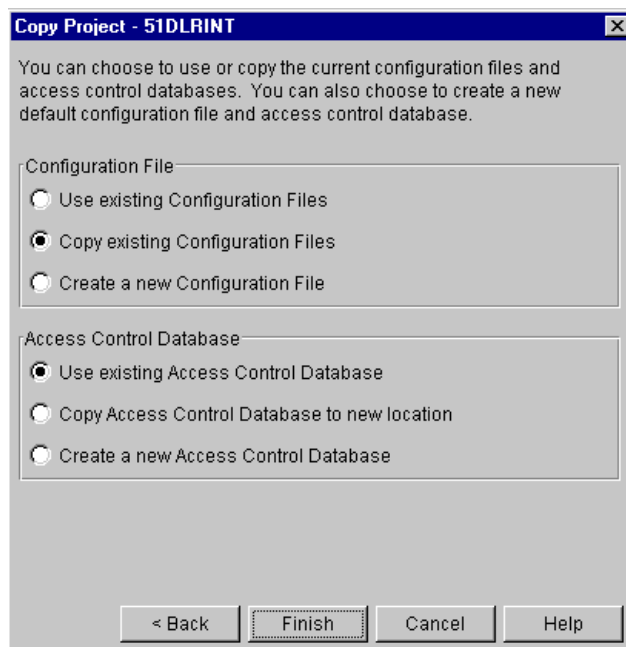 Copy Project - 51DLRINT
You can choose to use or copy the current configuration files and
access control databases. You can also choose to create a new
default configuration file and access control database.
Configuration File
Use existing Configuration Files
Copy existing Configuration Files
Create a new Configuration File
Access Control Database
Use existing Access Control Database
Copy Access Control Database to new location
Create a new Access Control Database
< Back Finish Cancel Help